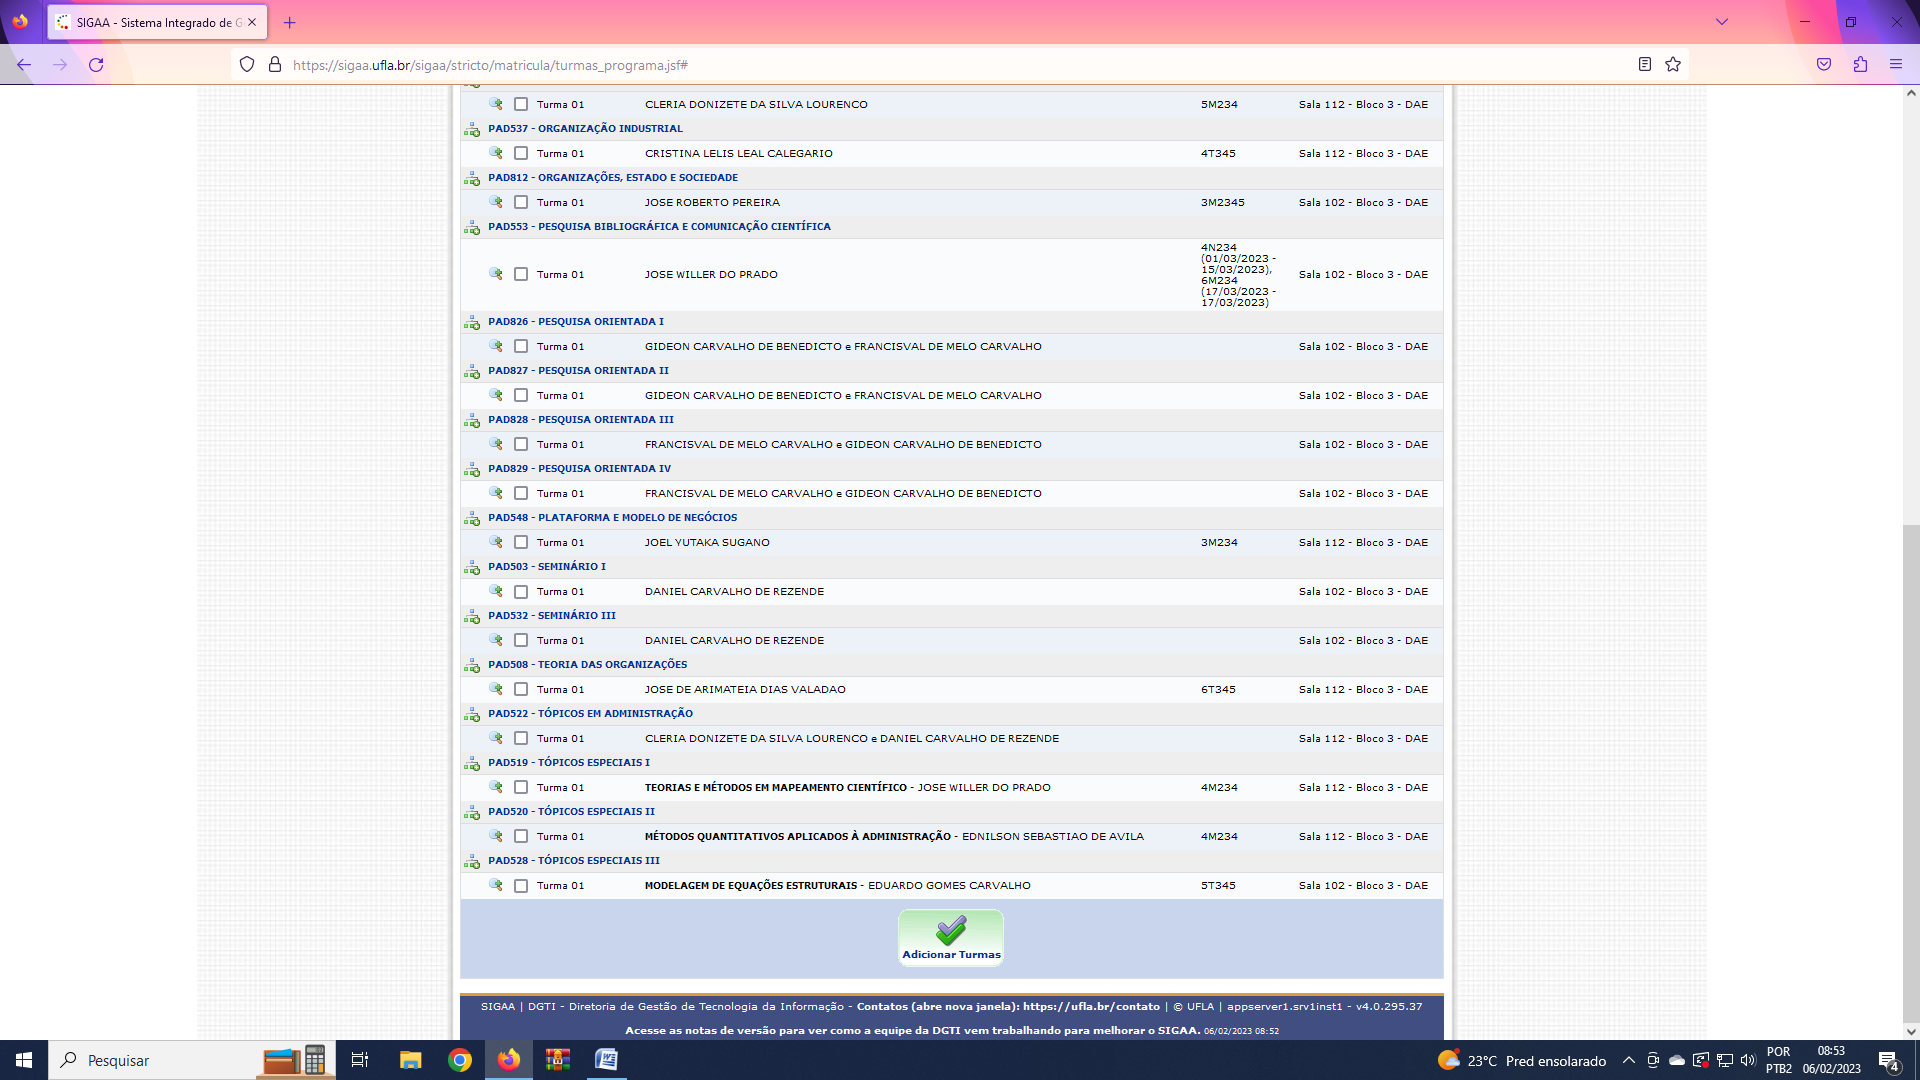 SIGAA - Sistema Integrado de G
https://sigaa.ufla.br/sigaa/stricto/matricula/turmas_programa.jsf#
Turma 01 CLERIA DONIZETE DA SILVA LOURENCO 5M234 Sala 112 - Bloco 3 - DAE
PAD537 - ORGANIZAÇÃO INDUSTRIAL
Turma 01 CRISTINA LELIS LEAL CALEGARIO 4T345 Sala 112 - Bloco 3 - DAE
PAD812 - ORGANIZAÇÕES, ESTADO E SOCIEDADE
Turma 01 JOSE ROBERTO PEREIRA 3M2345 Sala 102 - Bloco 3 - DAE
PAD553 - PESQUISA BIBLIOGRÁFICA E COMUNICAÇÃO CIENTÍFICA
Turma 01 JOSE WILLER DO PRADO
4N234
(01/03/2023 -
15/03/2023),
6M234
(17/03/2023 -
17/03/2023)
Sala 102 - Bloco 3 - DAE
PAD826 - PESQUISA ORIENTADA I
Turma 01 GIDEON CARVALHO DE BENEDICTO e FRANCISVAL DE MELO CARVALHO Sala 102 - Bloco 3 - DAE
PAD827 - PESQUISA ORIENTADA II
Turma 01 GIDEON CARVALHO DE BENEDICTO e FRANCISVAL DE MELO CARVALHO Sala 102 - Bloco 3 - DAE
PAD828 - PESQUISA ORIENTADA III
Turma 01 FRANCISVAL DE MELO CARVALHO e GIDEON CARVALHO DE BENEDICTO Sala 102 - Bloco 3 - DAE
PAD829 - PESQUISA ORIENTADA IV
Turma 01 FRANCISVAL DE MELO CARVALHO e GIDEON CARVALHO DE BENEDICTO Sala 102 - Bloco 3 - DAE
PAD548 - PLATAFORMA E MODELO DE NEGÓCIOS
Turma 01 JOEL YUTAKA SUGANO 3M234 Sala 112 - Bloco 3 - DAE
PAD503 - SEMINÁRIO I
Turma 01 DANIEL CARVALHO DE REZENDE Sala 102 - Bloco 3 - DAE
PAD532 - SEMINÁRIO III
Turma 01 DANIEL CARVALHO DE REZENDE Sala 102 - Bloco 3 - DAE
PAD508 - TEORIA DAS ORGANIZAÇÕES
Turma 01 JOSE DE ARIMATEIA DIAS VALADAO 6T345 Sala 112 - Bloco 3 - DAE
PAD522 - TÓPICOS EM ADMINISTRAÇÃO
Turma 01 CLERIA DONIZETE DA SILVA LOURENCO e DANIEL CARVALHO DE REZENDE Sala 112 - Bloco 3 - DAE
PAD519 - TÓPICOS ESPECIAIS I
Turma 01 TEORIAS E MÉTODOS EM MAPEAMENTO CIENTÍFICO - JOSE WILLER DO PRADO 4M234 Sala 112 - Bloco 3 - DAE
PAD520 - TÓPICOS ESPECIAIS II
Turma 01 MÉTODOS QUANTITATIVOS APLICADOS À ADMINISTRAÇÃO - EDNILSON SEBASTIAO DE AVILA 4M234 Sala 112 - Bloco 3 - DAE
PAD528 - TÓPICOS ESPECIAIS III
Turma 01 MODELAGEM DE EQUAÇÕES ESTRUTURAIS - EDUARDO GOMES CARVALHO 5T345 Sala 102 - Bloco 3 - DAE
Adicionar Turmas
SIGAA | DGTI - Diretoria de Gestão de Tecnologia da Informação - Contatos (abre nova janela): https://ufla.br/contato | © UFLA | appserver1.srv1inst1 - v4.0.295.37
Acesse as notas de versão para ver como a equipe da DGTI vem trabalhando para melhorar o SIGAA. 06/02/2023 08:52
Pesquisar
23°C Pred ensolarado
POR
PTB2
08:53
06/02/2023
4